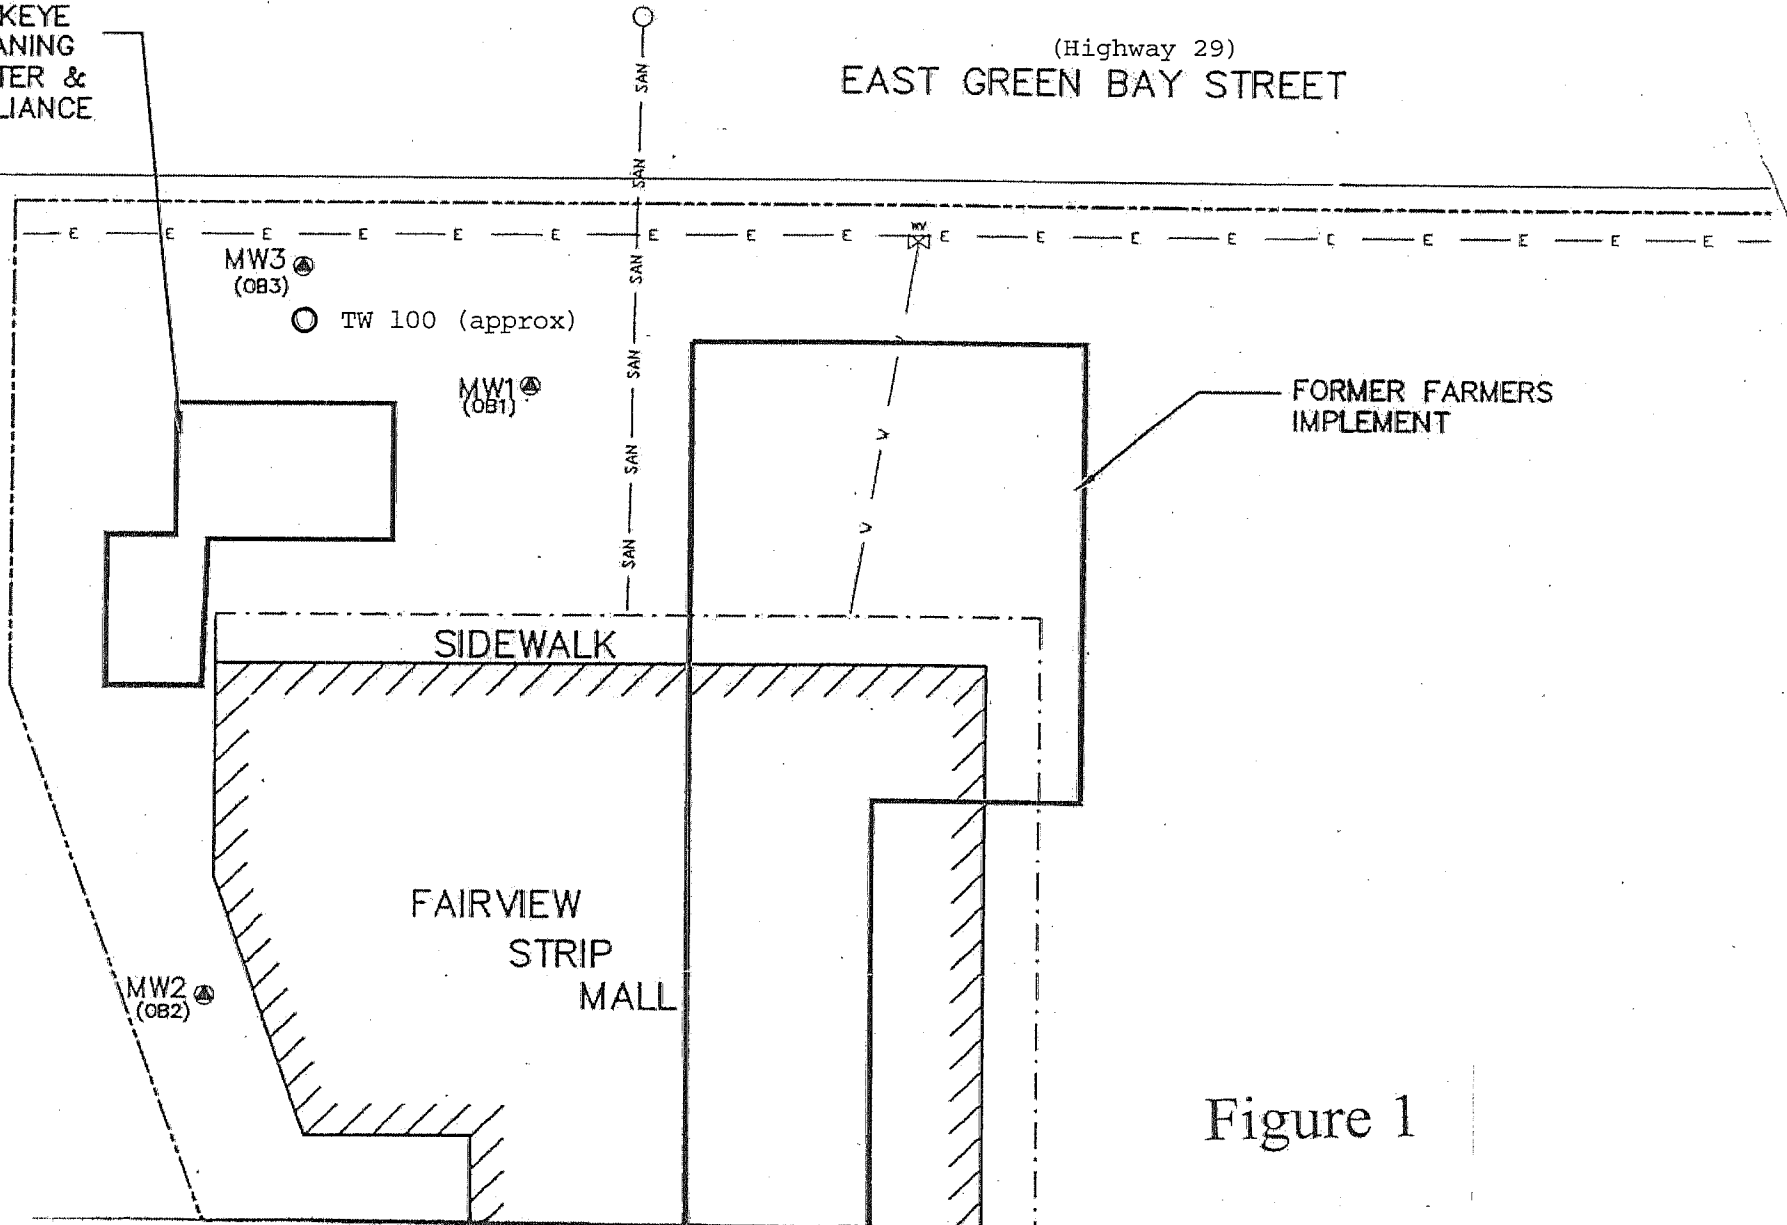 KEYE
ANING
TER &
LIANCE
(Highway 29)
EAST GREEN BAY STREET
SAN
SAN
SAN
SAN
SAN
SAN
E E E E E E E E E E E E E E E E E E
WV
MW3
(OB3)
TW 100 (approx)
MW1
(OB1)
W
W
W
FORMER FARMERS
IMPLEMENT
SIDEWALK
FAIRVIEW
STRIP
MALL
MW2
(OB2)
Figure 1